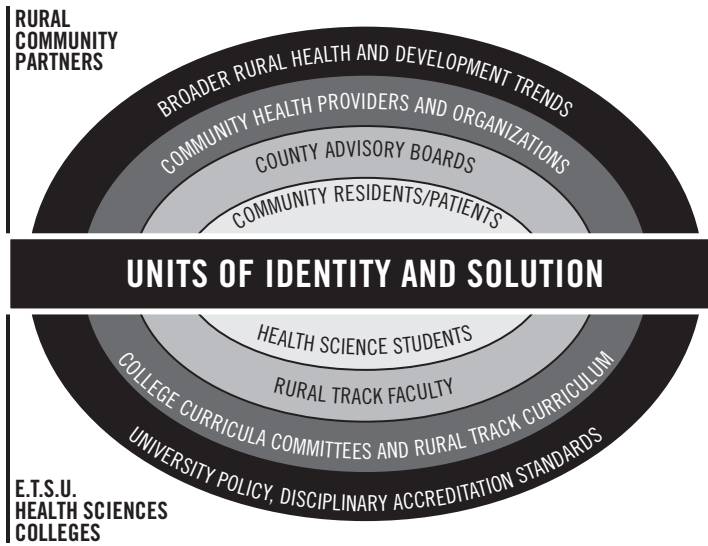 RURAL
COMMUNITY
PARTNERS
BROADER RURAL HEALTH AND DEVELOPMENT TRENDS
COMMUNITY HEALTH PROVIDERS AND ORGANIZATIONS
COUNTY ADVISORY BOARDS
COMMUNITY RESIDENTS/PATIENTS
UNITS OF IDENTITY AND SOLUTION
HEALTH SCIENCE STUDENTS
RURAL TRACK FACULTY
COLLEGE CURRICULA COMMITTEES AND RURAL TRACK CURRICULUM
UNIVERSITY POLICY, DISCIPLINARY ACCREDITATION STANDARDS
E.T.S.U.
HEALTH SCIENCES
COLLEGES